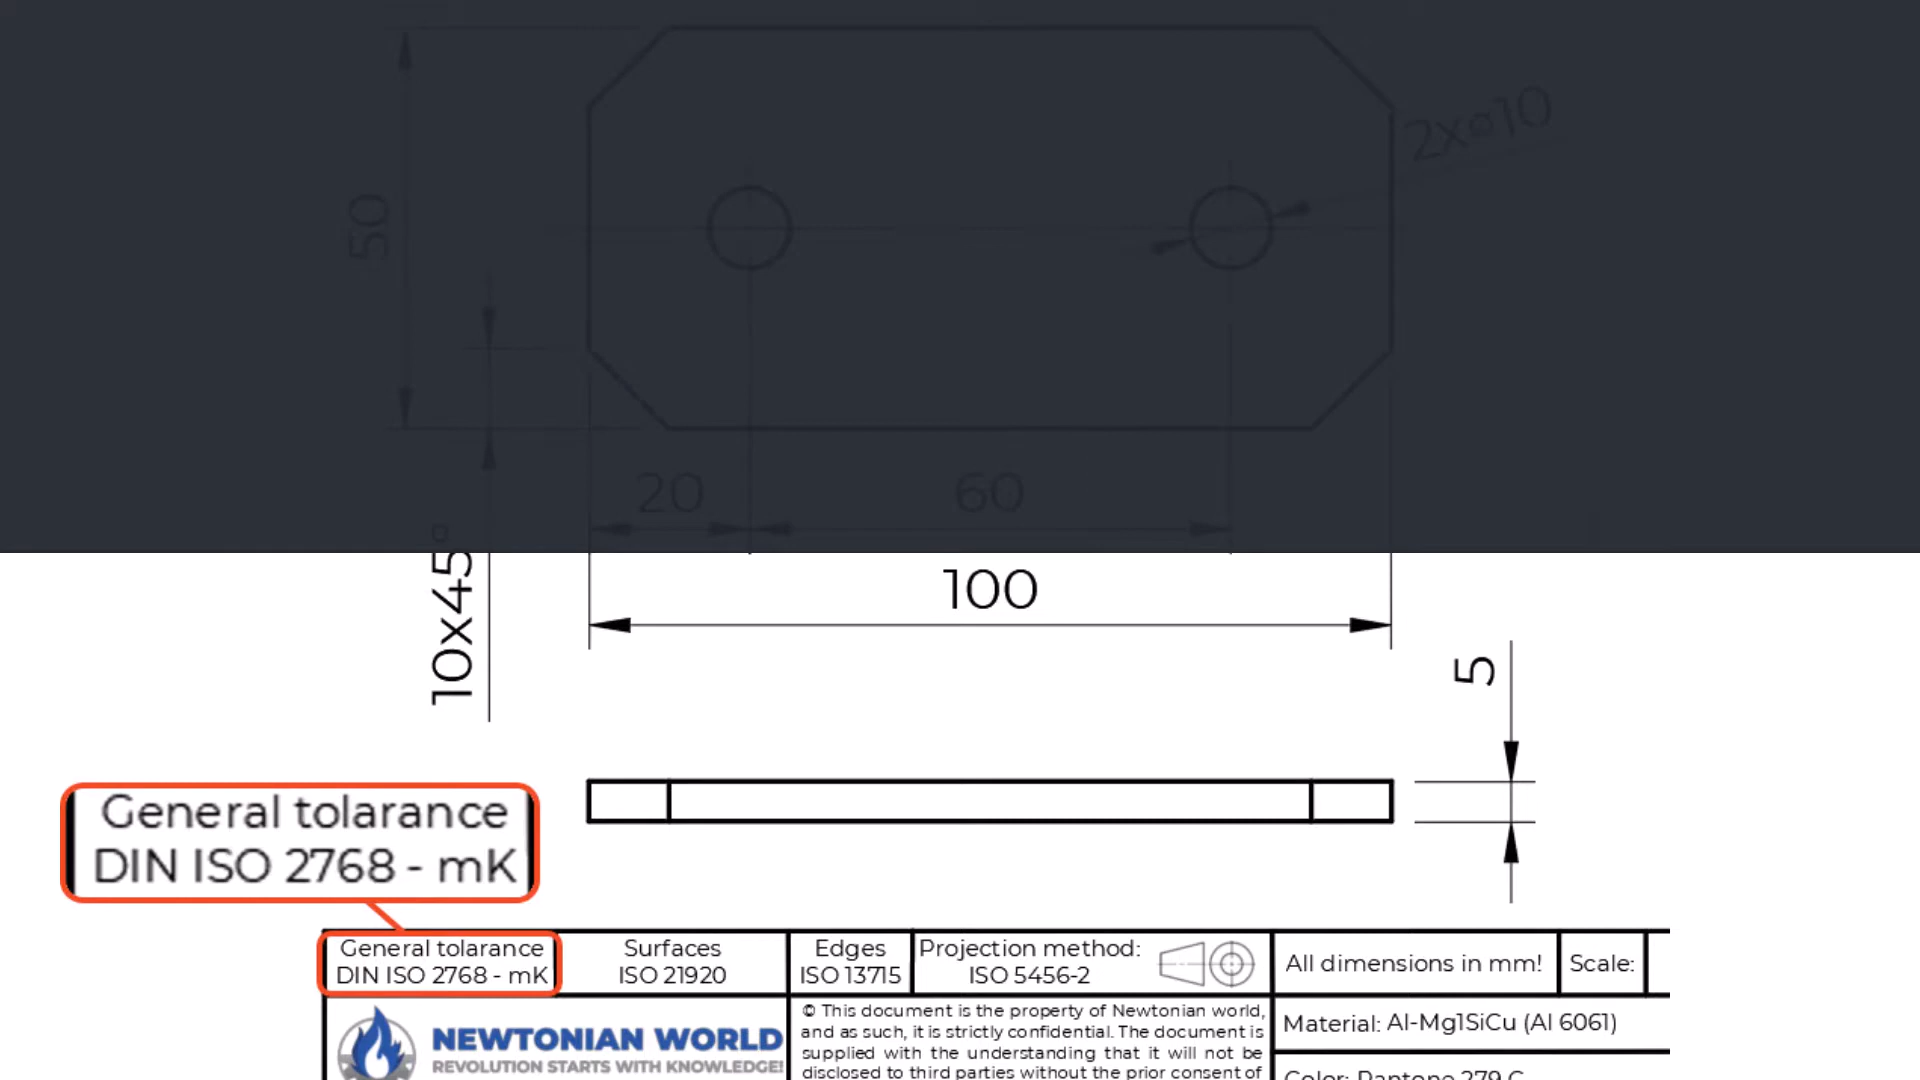 2x⌀10
50
20
60
10x45°
100
5
General tolarance
DIN ISO 2768 - mK
General tolarance
DIN ISO 2768 - mK
Surfaces
ISO 21920
Edges
ISO 13715
Projection method:
ISO 5456-2
All dimensions in mm!
Scale:
NEWTONIAN WORLD
REVOLUTION STARTS WITH KNOWLEDGE!
© This document is the property of Newtonian world,
and as such, it is strictly confidential. The document is
supplied with the understanding that it will not be
disclosed to third parties without the prior consent of
Material: Al-Mg1SiCu (Al 6061)
Color: Pantone 279 C